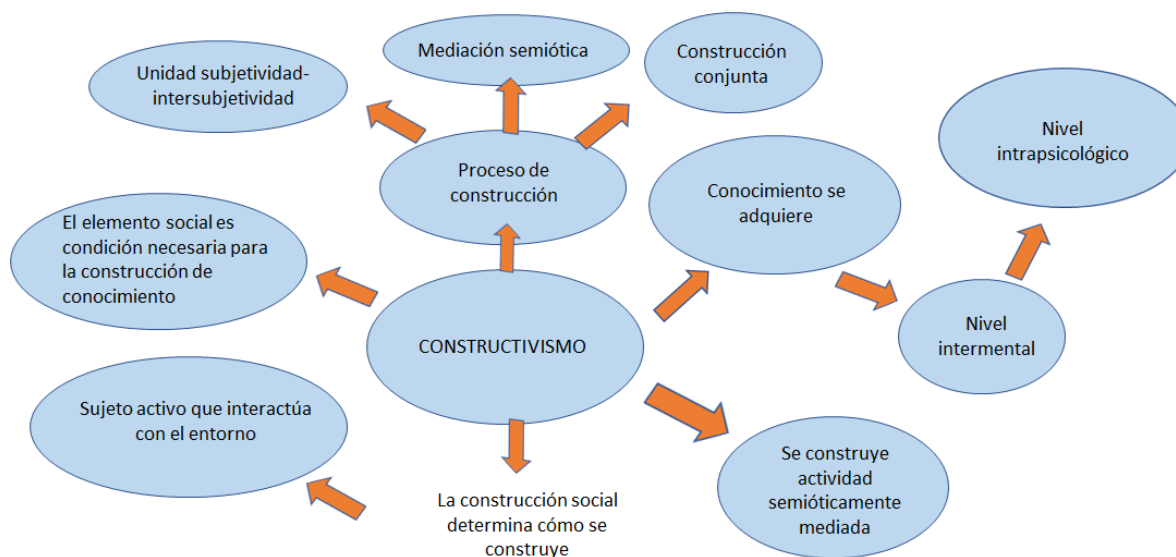 Mediación semiótica
Construcción
conjunta
Unidad subjetividad-
intersubjetividad
Nivel
intrapsicológico
Proceso de
construcción
Conocimiento se
adquiere
El elemento social es
condición necesaria para
la construcción de
conocimiento
Nivel
intermental
CONSTRUCTIVISMO
Sujeto activo que interactúa
con el entorno
Se construye
actividad
semióticamente
mediada
La construcción social
determina cómo se
construye